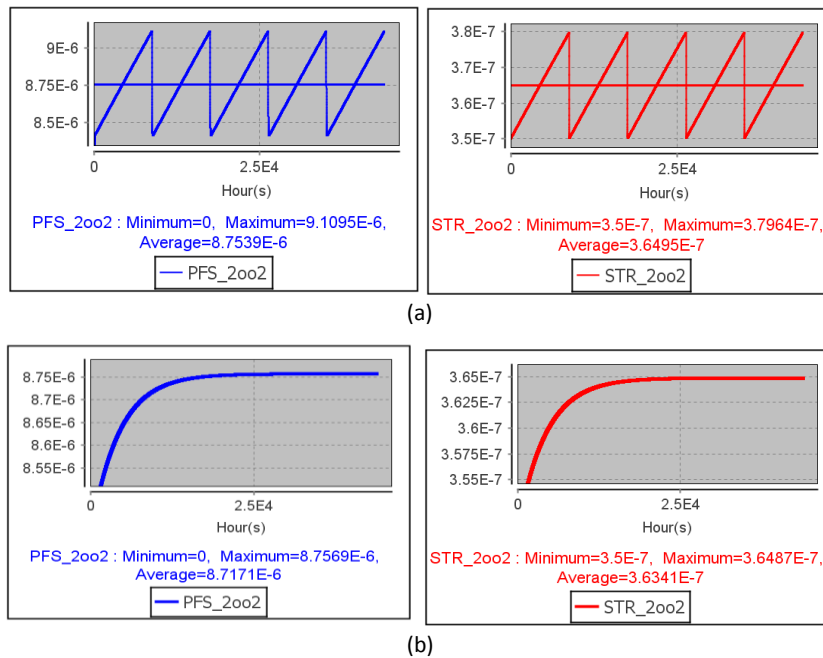 9E-6
8.75E-6
8.5E-6
0
2.5E4
Hour(s)
PFS_2oo2 : Minimum=0, Maximum=9.1095E-6,
Average=8.7539E-6
PFS_2oo2
3.8E-7
3.7E-7
3.6E-7
3.5E-7
0
2.5E4
Hour(s)
STR_2oo2 : Minimum=3.5E-7, Maximum=3.7964E-7,
Average=3.6495E-7
STR_2oo2
(a)
8.75E-6
8.7E-6
8.65E-6
8.6E-6
8.55E-6
0
2.5E4
Hour(s)
PFS_2oo2 : Minimum=0, Maximum=8.7569E-6,
Average=8.7171E-6
PFS_2oo2
3.65E-7
3.625E-7
3.6E-7
3.575E-7
3.55E-7
0
2.5E4
Hour(s)
STR_2oo2 : Minimum=3.5E-7, Maximum=3.6487E-7,
Average=3.6341E-7
STR_2oo2
(b)